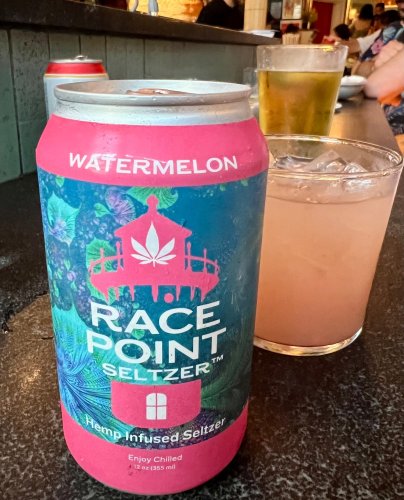 WATERMELON
RACE
POINT
SELTZER™
Hemp Infused Seltzer
Enjoy Chilled
12 oz (355 ml)